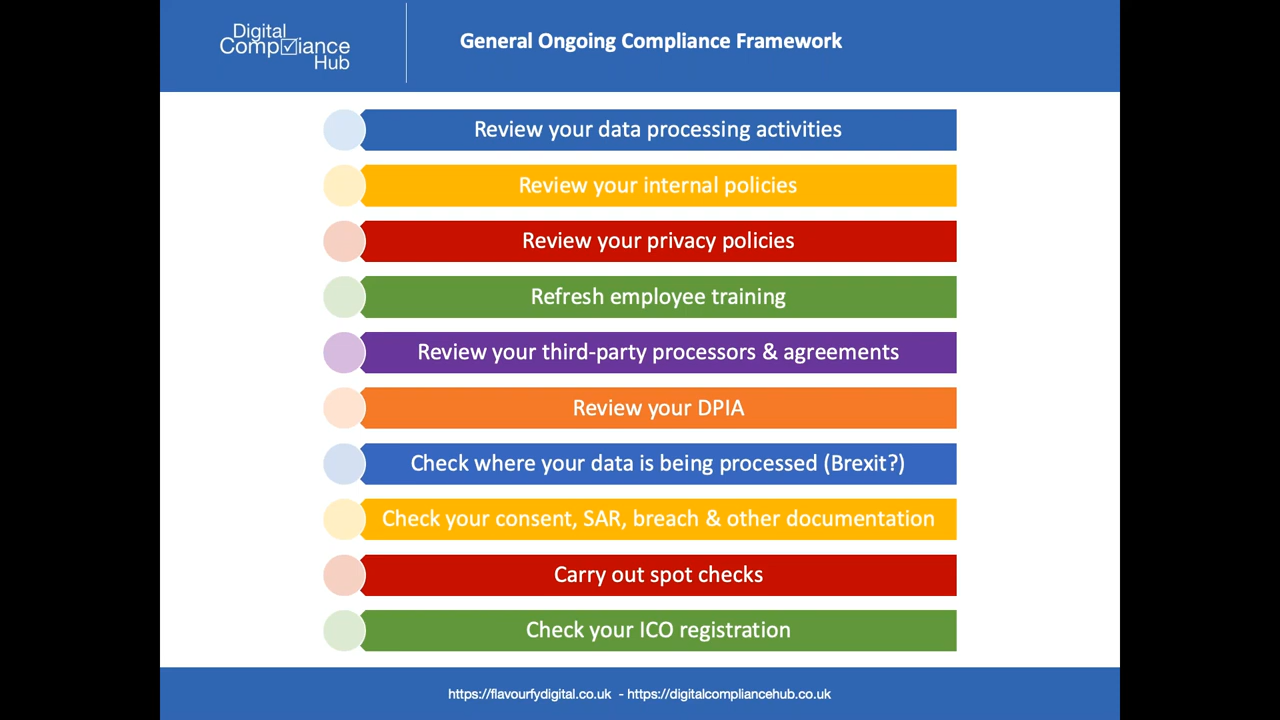 Digital
Compliance
Hub
General Ongoing Compliance Framework
Review your data processing activities
Review your internal policies
Review your privacy policies
Refresh employee training
Review your third-party processors & agreements
Review your DPIA
Check where your data is being processed (Brexit?)
Check your consent, SAR, breach & other documentation
Carry out spot checks
Check your ICO registration
https://flavourfydigital.co.uk - https://digitalcompliancehub.co.uk